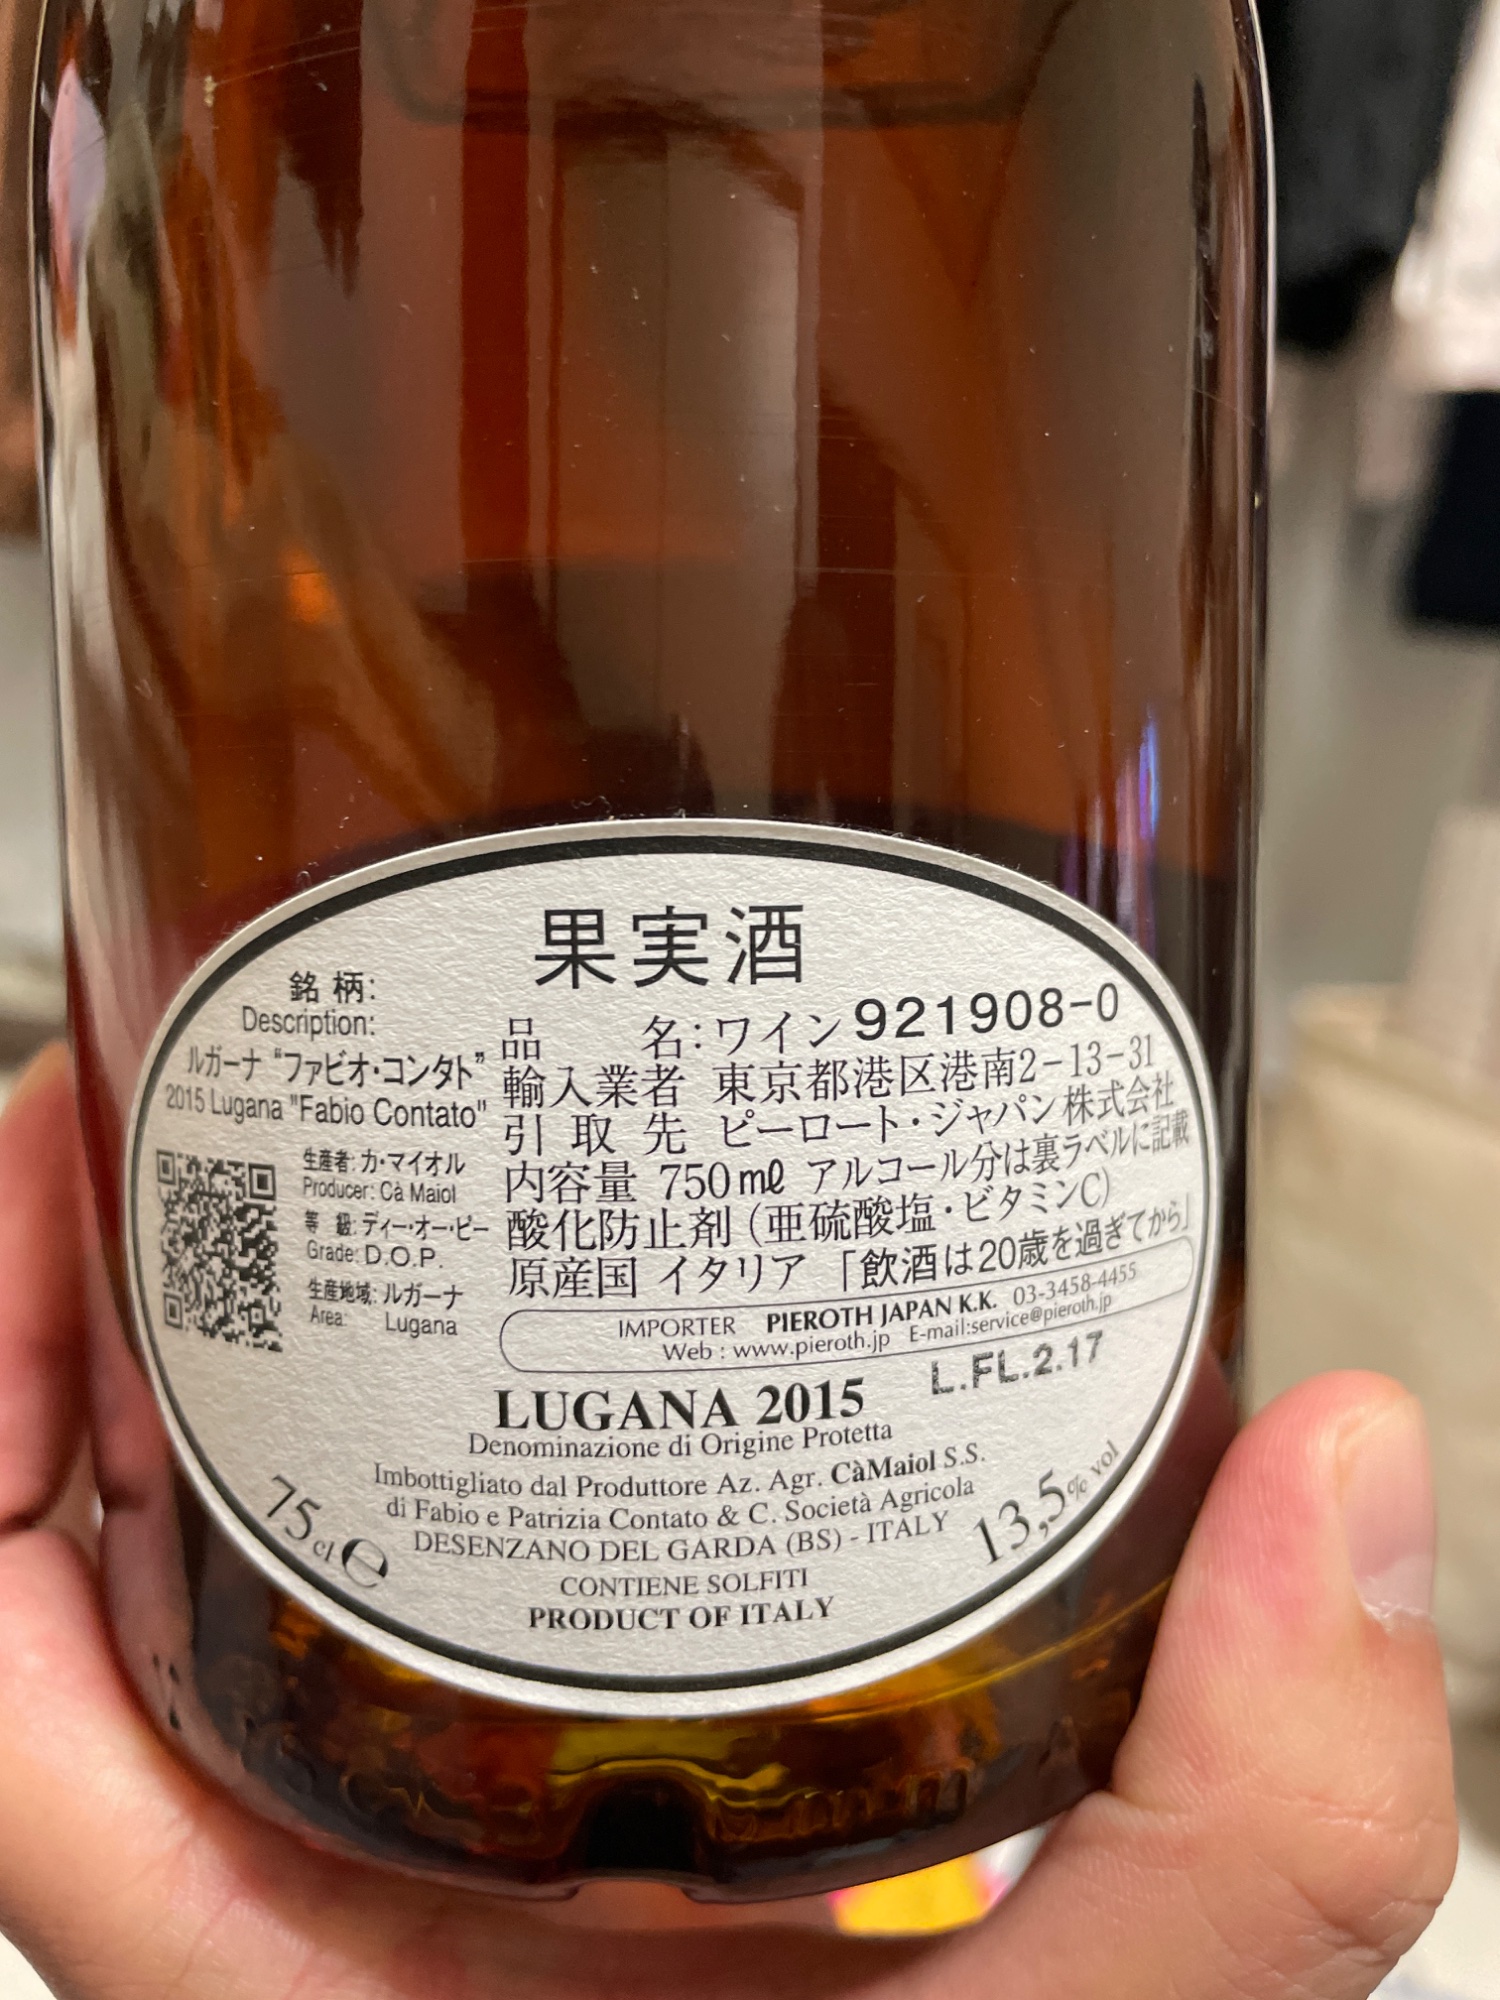 果実酒
銘柄:
Description:
ルガーナ “ファビオ・コンタト”
2015 Lugana "Fabio Contato"
生産者: カ・マイオル
Producer: Cà Maiol
等 級: ディー・オー・ピー
Grade: D.O.P.
生産地域: ルガーナ
Area: Lugana
品 名: ワイン 921908-0
輸入業者 東京都港区港南2-13-31
引取先 ピーロート・ジャパン株式会社
内容量 750ml アルコール分は裏ラベルに記載
酸化防止剤 (亜硫酸塩・ビタミンC)
原産国 イタリア 「飲酒は20歳を過ぎてから」
IMPORTER PIEROTH JAPAN K.K. 03-3458-4455
Web : www.pieroth.jp E-mail:service@pieroth.jp
L.FL.2.17
LUGANA 2015
Denominazione di Origine Protetta
Imbottigliato dal Produttore Az. Agr. CàMaiol S.S.
di Fabio e Patrizia Contato & C. Società Agricola
DESENZANO DEL GARDA (BS) - ITALY
CONTIENE SOLFITI
PRODUCT OF ITALY
75 cl e
13,5% vol